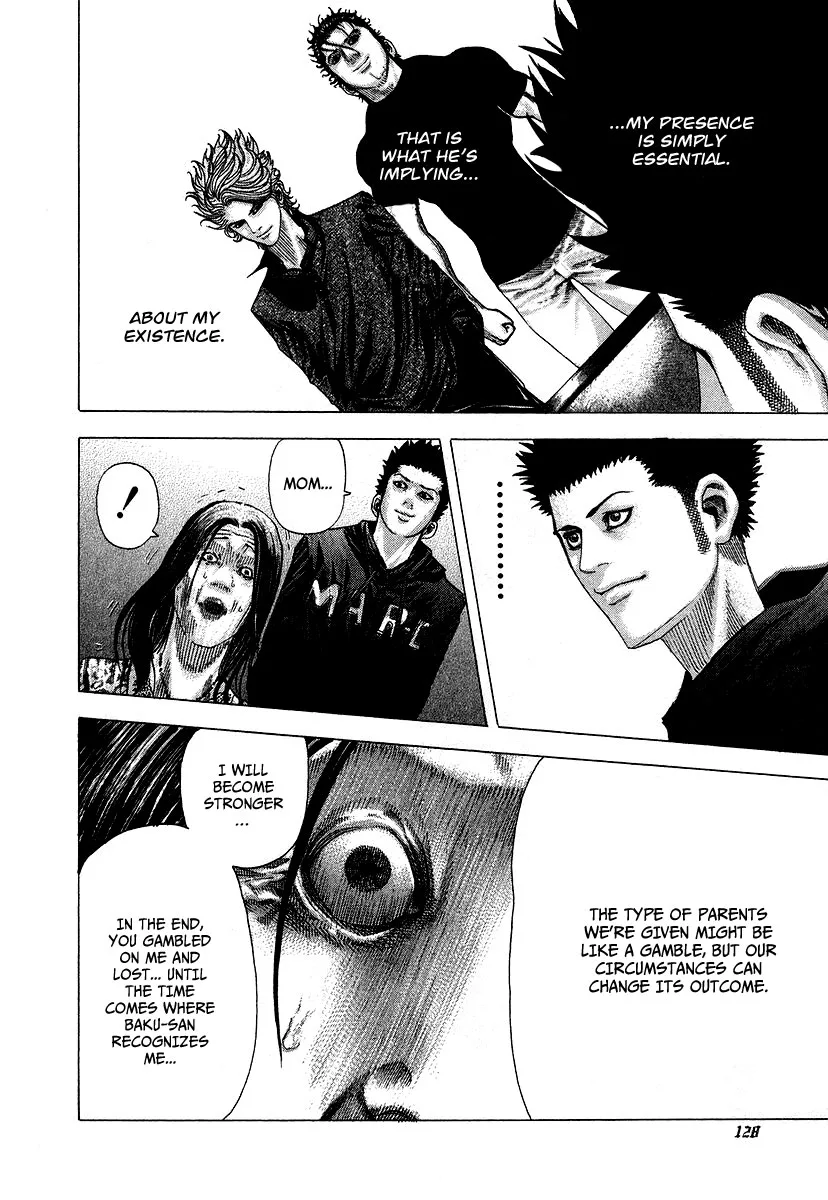 ...MY PRESENCE
IS SIMPLY
ESSENTIAL.
THAT IS
WHAT HE'S
IMPLYING...
ABOUT MY
EXISTENCE.
..........
MOM...
!
THE TYPE OF PARENTS
WE'RE GIVEN MIGHT BE
LIKE A GAMBLE, BUT OUR
CIRCUMSTANCES CAN
CHANGE ITS OUTCOME.
I WILL
BECOME
STRONGER
...
IN THE END,
YOU GAMBLED
ON ME AND
LOST... UNTIL
THE TIME
COMES WHERE
BAKU-SAN
RECOGNIZES
ME...
128